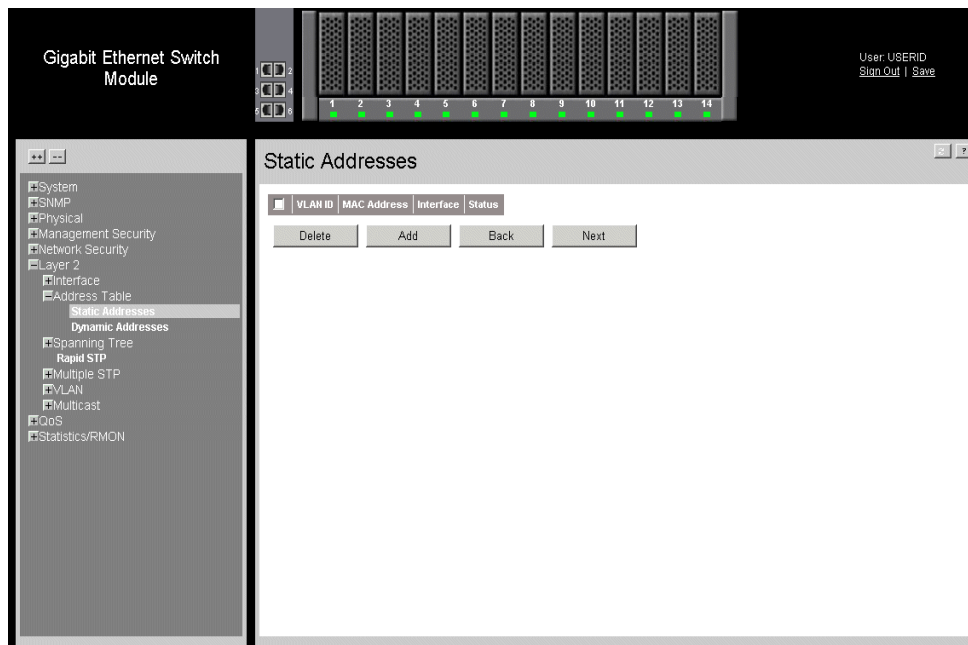 Gigabit Ethernet Switch
Module
1 2
3 4
5 6
1 2 3 4 5 6 7 8 9 10 11 12 13 14
User: USERID
Sign Out | Save
++ --
System
SNMP
Physical
Management Security
Network Security
Layer 2
Interface
Address Table
Static Addresses
Dynamic Addresses
Spanning Tree
Rapid STP
Multiple STP
VLAN
Multicast
QoS
Statistics/RMON
Static Addresses
?
VLAN ID MAC Address Interface Status
Delete Add Back Next